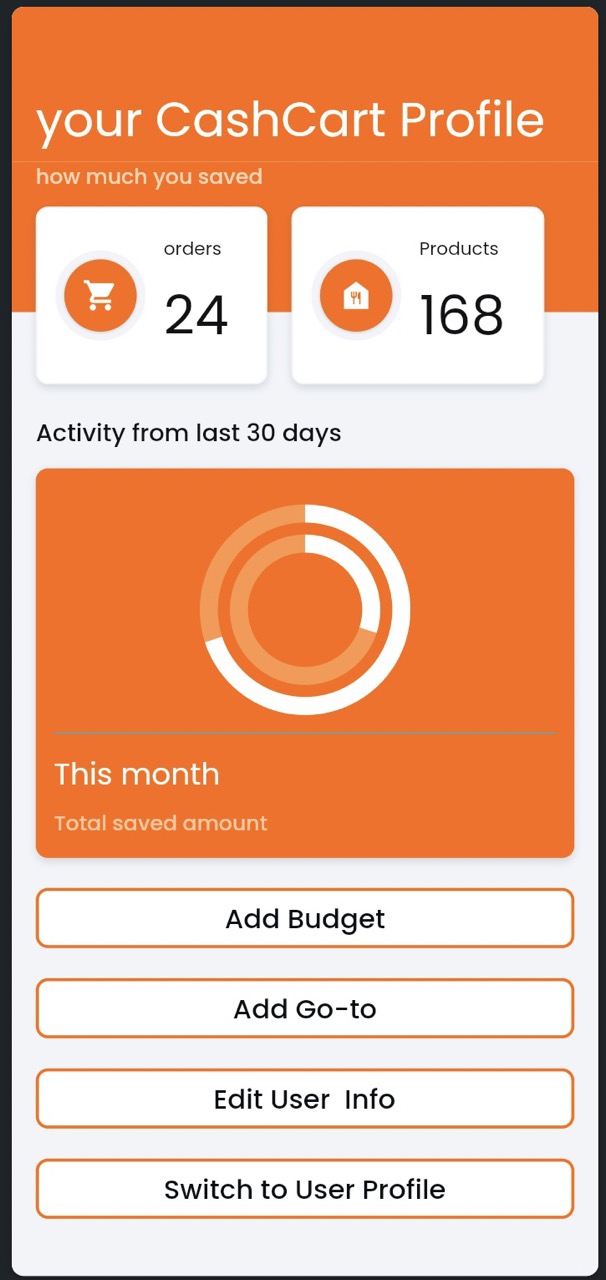 your CashCart Profile
how much you saved
orders
24
Products
168
Activity from last 30 days
This month
Total saved amount
Add Budget
Add Go-to
Edit User  Info
Switch to User Profile